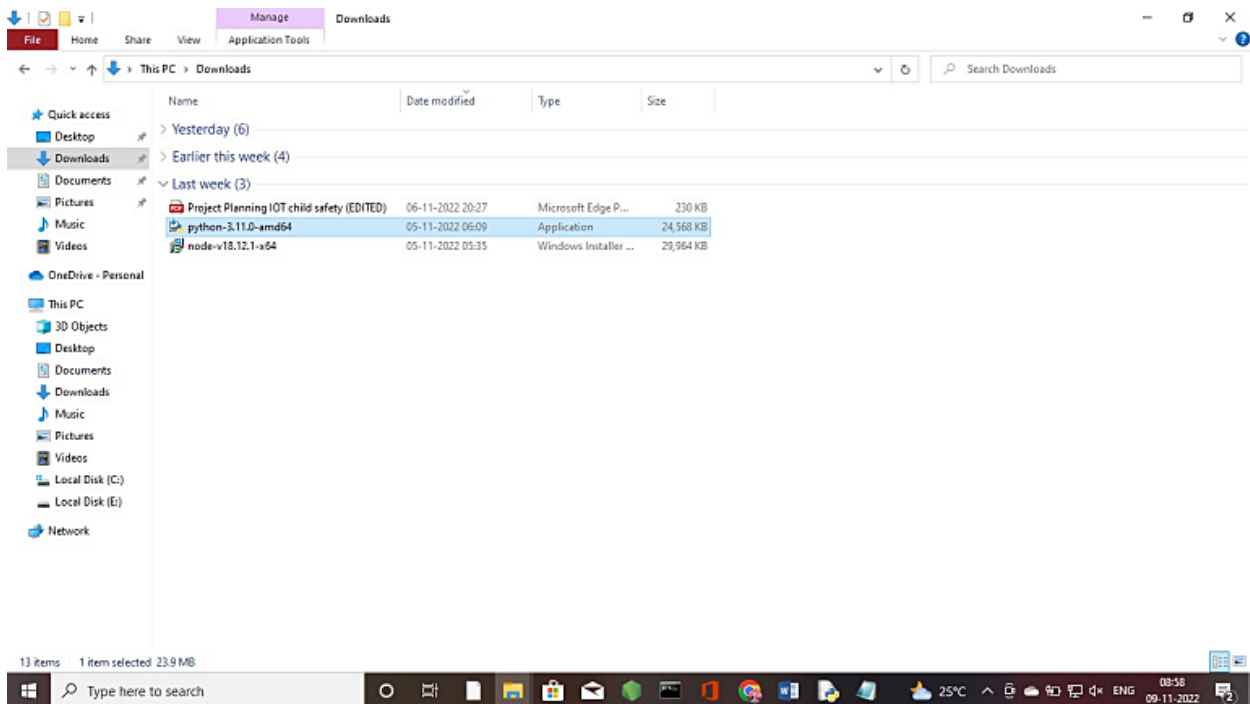 Manage Downloads
File Home Share View Application Tools
This PC › Downloads Search Downloads
Name Date modified Type Size
Quick access
Desktop
Downloads
Documents
Pictures
Music
Videos
OneDrive - Personal
This PC
3D Objects
Desktop
Documents
Downloads
Music
Pictures
Videos
Local Disk (C:)
Local Disk (E:)
Network
Yesterday (6)
Earlier this week (4)
Last week (3)
Project Planning IOT child safety (EDITED) 06-11-2022 20:27 Microsoft Edge P... 230 KB
python-3.11.0-amd64 05-11-2022 06:09 Application 24,568 KB
node-v18.12.1-x64 05-11-2022 05:35 Windows Installer ... 29,964 KB
13 items 1 item selected 23.9 MB
Type here to search 25°C ENG 08:58
09-11-2022